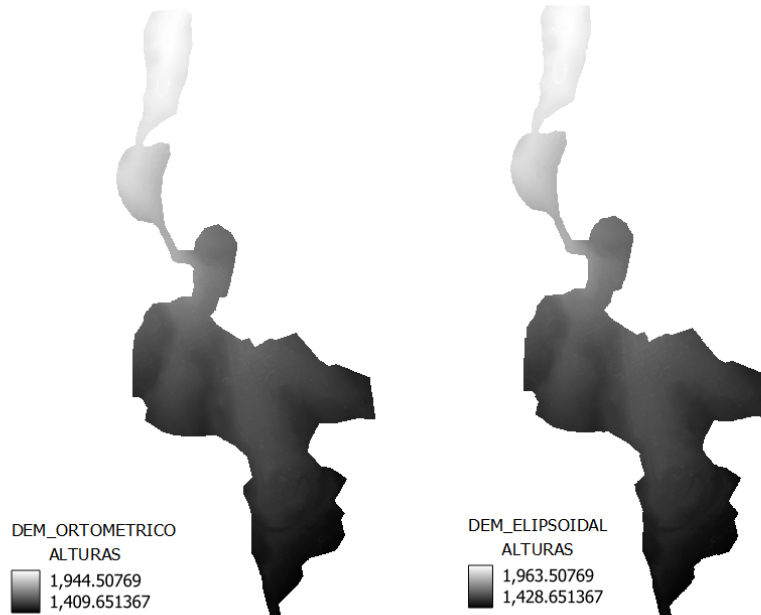 DEM_ORTOMETRICO
ALTURAS
1,944.50769
1,409.651367
DEM_ELIPSOIDAL
ALTURAS
1,963.50769
1,428.651367